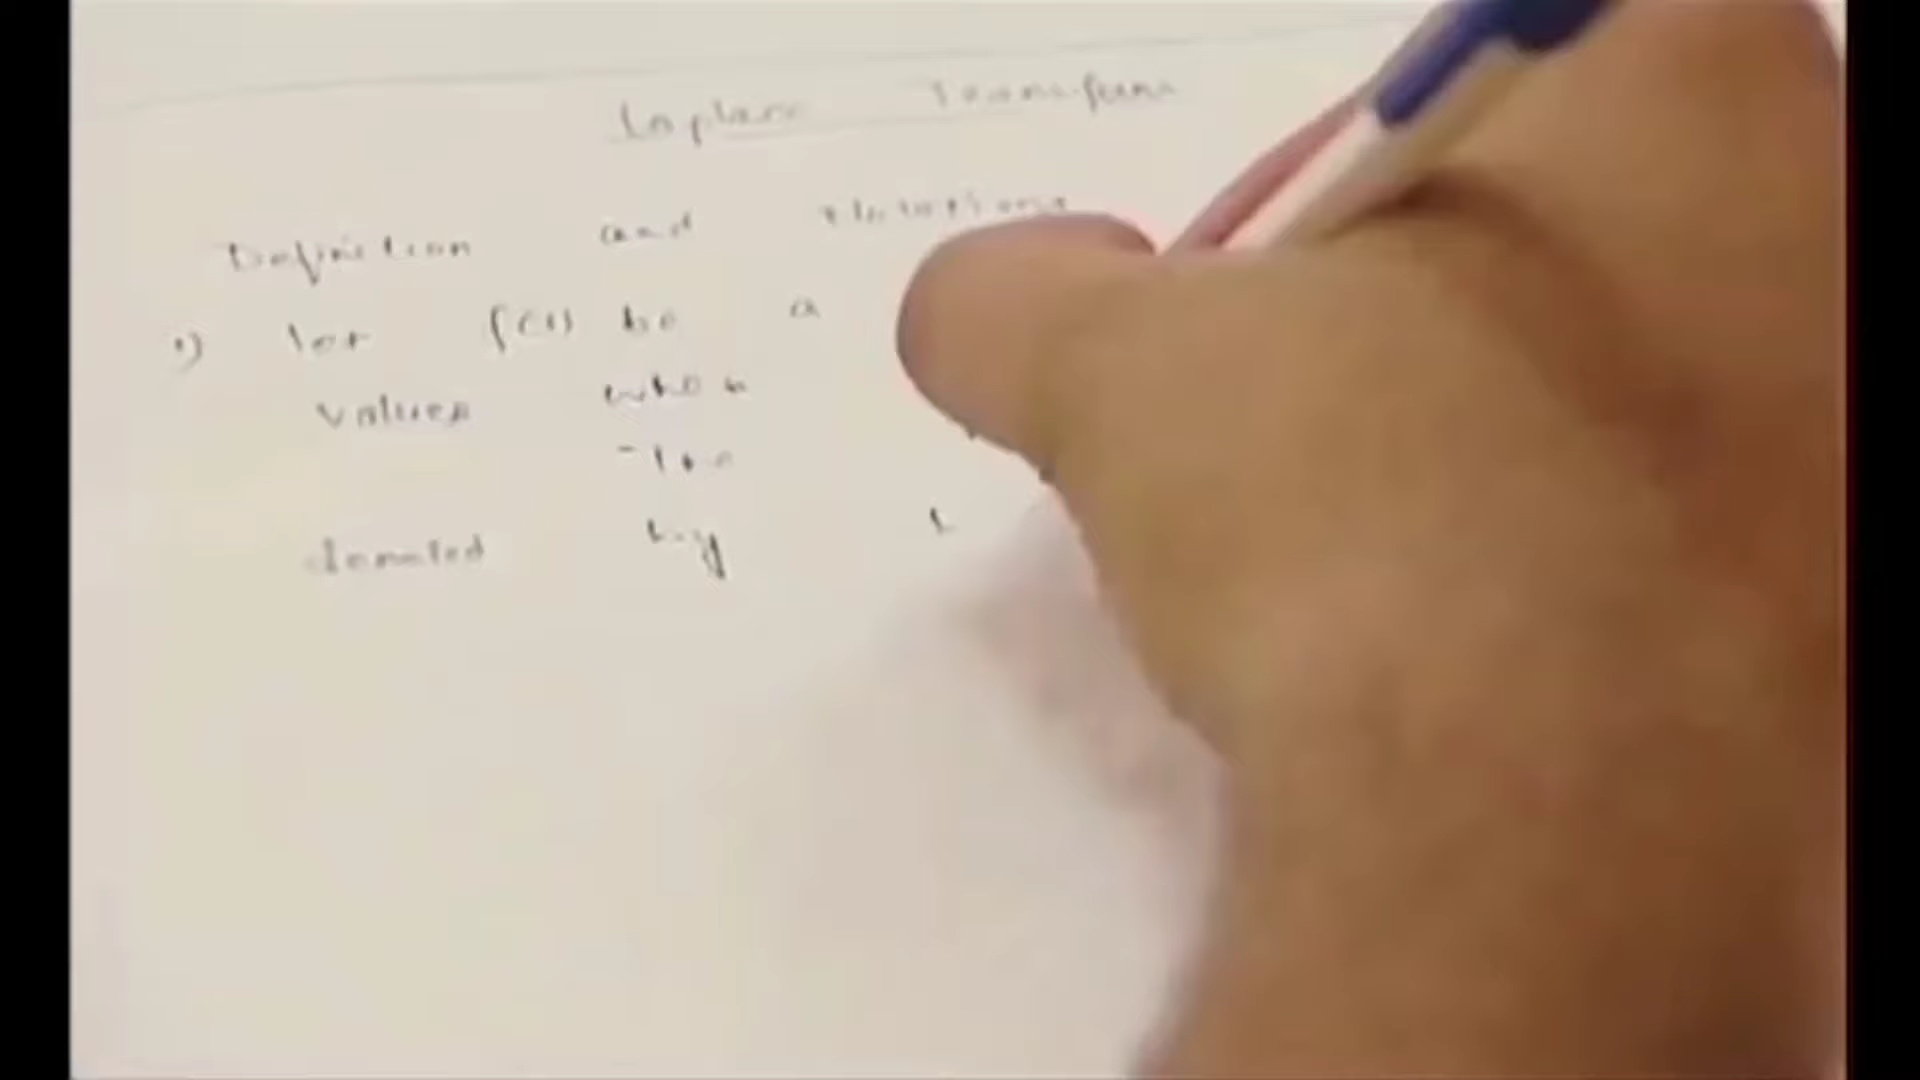 Laplace Transform
Definition and Notations
1) let f(t) be a
values when
The
denoted by L